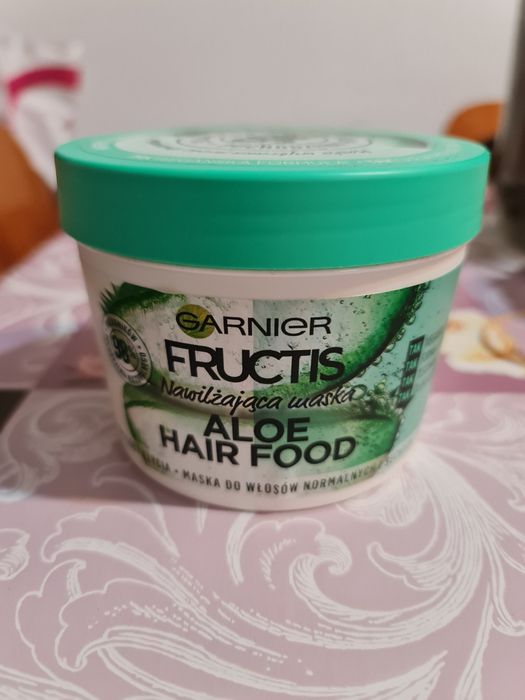 GARNIER
FRUCTIS
Nawilżająca maska
ALOE
HAIR FOOD
MASKA DO WŁOSÓW NORMALNYCH